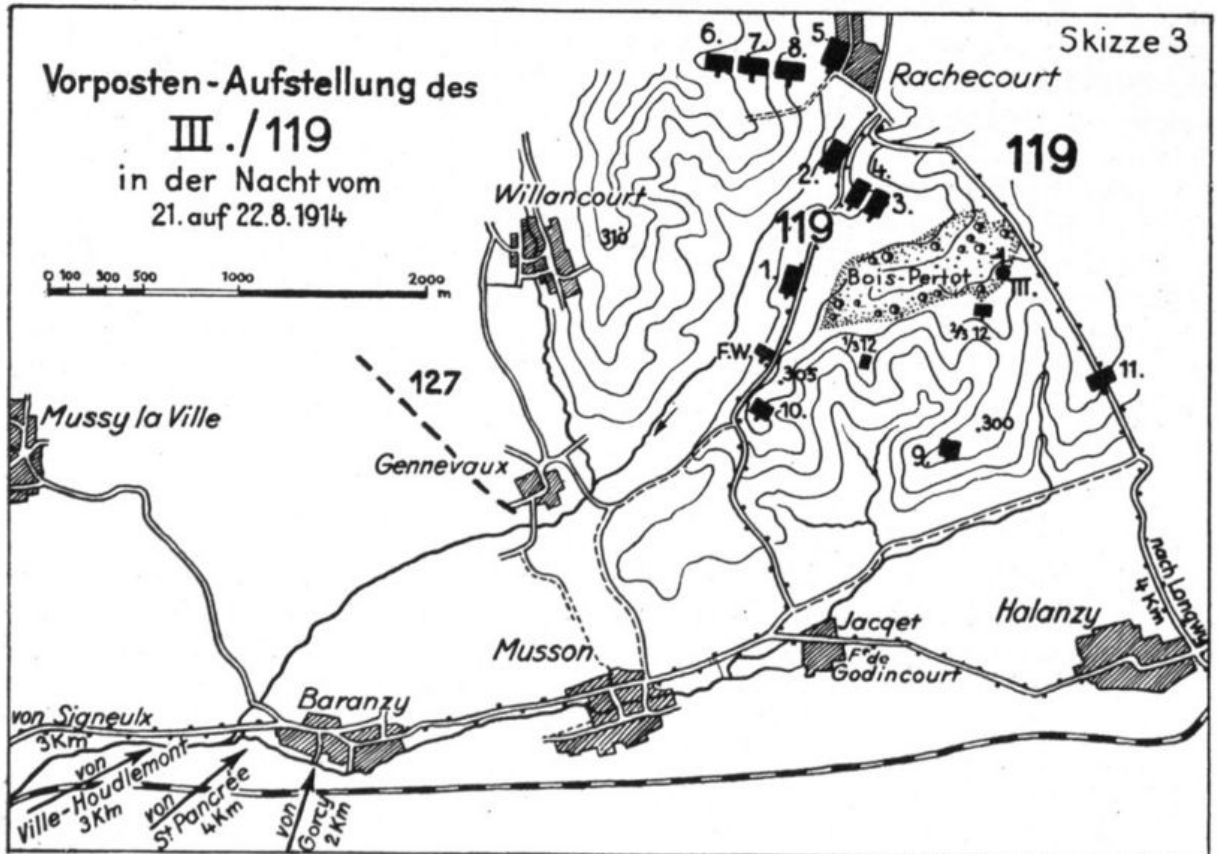 Skizze 3
Vorposten-Aufstellung des
III./119
in der Nacht vom
21. auf 22.8.1914
0 100 300 500 1000 2000
m
6.
7.
8.
5.
Rachecourt
119
2.
4.
3.
Willancourt
310
119
1.
Bois-Pertot
III.
F.W.
⅓ 12
⅔ 12
.305
10.
11.
127
Mussy la Ville
Gennevaux
9.
.300
nach Longwy
4 Km
Halanzy
Jacqet
Fᵉ de
Godincourt
Musson
Baranzy
von Signeulx
3 Km
von
Ville-Houdlemont
3 Km
von
St Pancrée
4 Km
von
Gorcy
2 Km